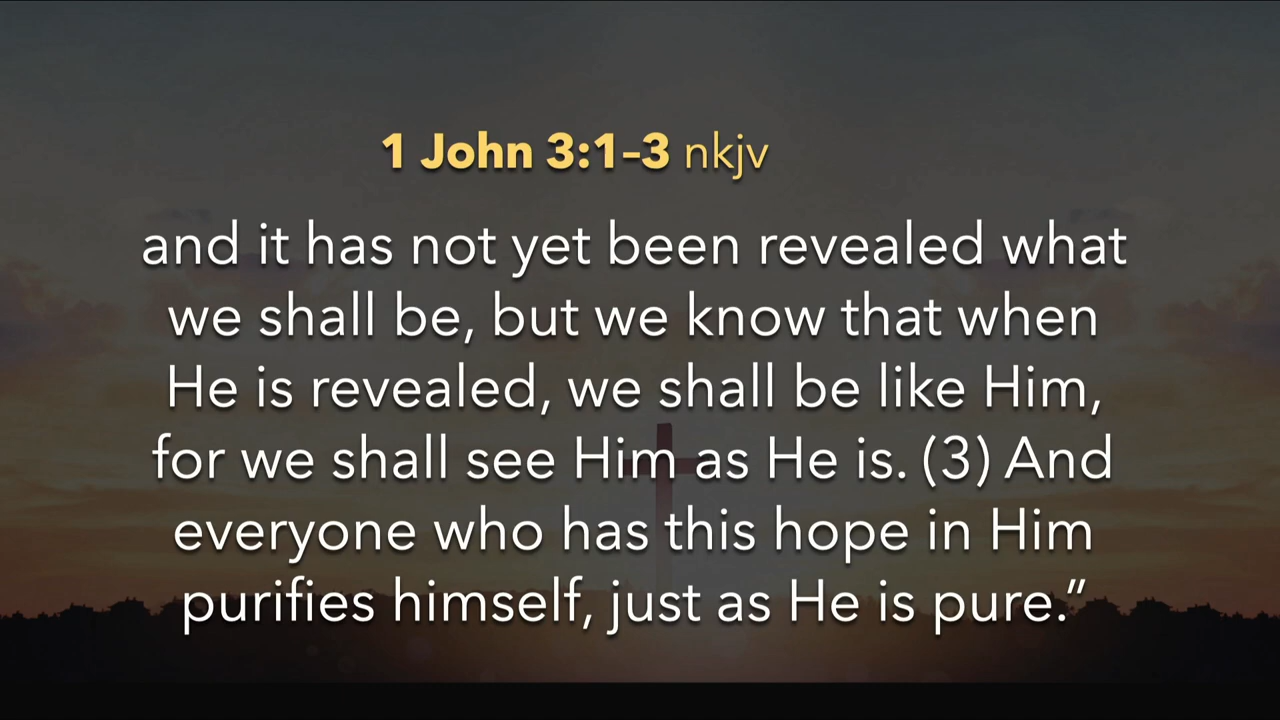 1 John 3:1-3 nkjv
and it has not yet been revealed what
we shall be, but we know that when
He is revealed, we shall be like Him,
for we shall see Him as He is. (3) And
everyone who has this hope in Him
purifies himself, just as He is pure.”